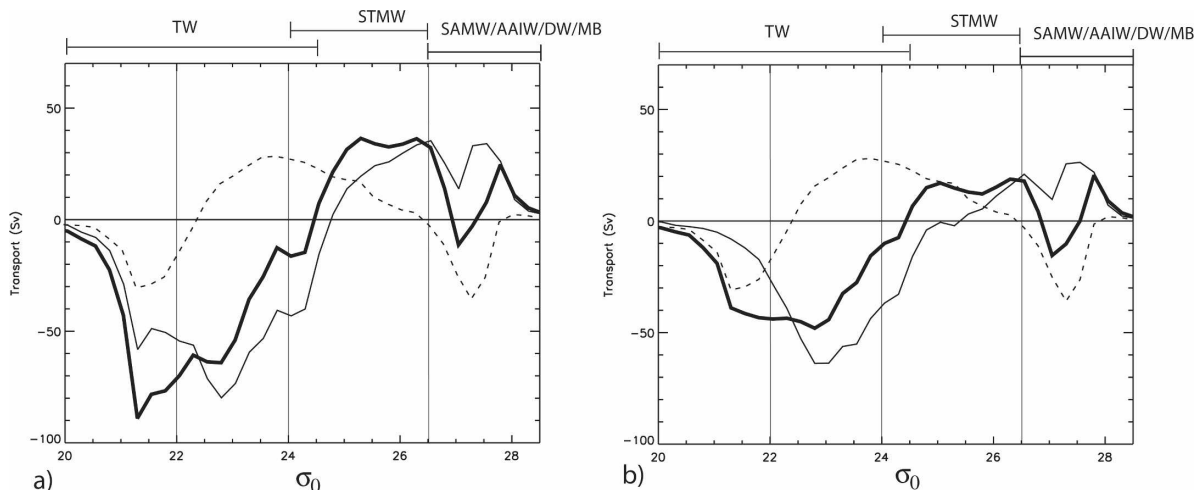 TW
STMW
SAMW/AAIW/DW/MB
Transport (Sv)
50
0
−50
−100
20
22
24
26
28
σ0
a)
TW
STMW
SAMW/AAIW/DW/MB
Transport (Sv)
50
0
−50
−100
20
22
24
26
28
σ0
b)